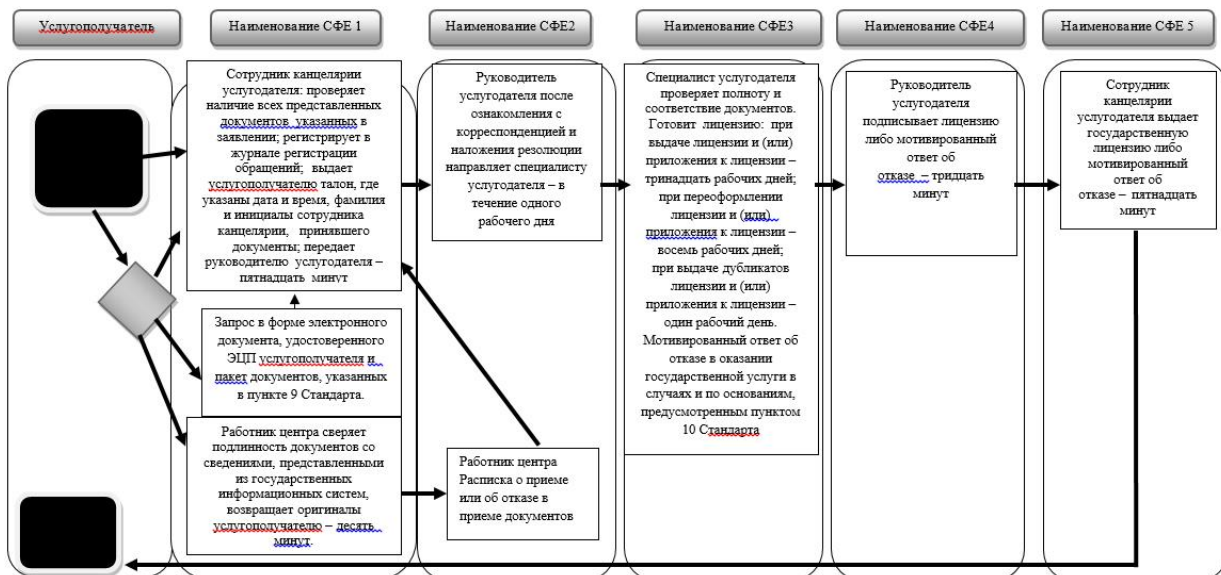 Услугополучатель
Наименование СФЕ 1
Наименование СФЕ2
Наименование СФЕ3
Наименование СФЕ4
Наименование СФЕ 5
Сотрудник канцелярии
услугодателя: проверяет
наличие всех представленных
документов указанных в
заявлении; регистрирует в
журнале регистрации
обращений; выдает
услугополучателю талон, где
указаны дата и время, фамилия
и инициалы сотрудника
канцелярии, принявшего
документы; передает
руководителю услугодателя –
пятнадцать минут
Запрос в форме электронного
документа, удостоверенного
ЭЦП услугополучателя и
пакет документов, указанных
в пункте 9 Стандарта.
Работник центра сверяет
подлинность документов со
сведениями, представленными
из государственных
информационных систем,
возвращает оригиналы
услугополучателю – десять
минут.
Руководитель
услугодателя после
ознакомления с
корреспонденцией и
наложения резолюции
направляет специалисту
услугодателя – в
течение одного
рабочего дня
Работник центра
Расписка о приеме
или об отказе в
приеме документов
Специалист услугодателя
проверяет полноту и
соответствие документов.
Готовит лицензию: при
выдаче лицензии и (или)
приложения к лицензии –
тринадцать рабочих дней;
при переоформлении
лицензии и (или)
приложения к лицензии –
восемь рабочих дней;
при выдаче дубликатов
лицензии и (или)
приложения к лицензии –
один рабочий день.
Мотивированный ответ об
отказе в оказании
государственной услуги в
случаях и по основаниям,
предусмотренным пунктом
10 Стандарта
Руководитель
услугодателя
подписывает лицензию
либо мотивированный
ответ об
отказе – тридцать
минут
Сотрудник
канцелярии
услугодателя выдает
государственную
лицензию либо
мотивированный
ответ об
отказе – пятнадцать
минут